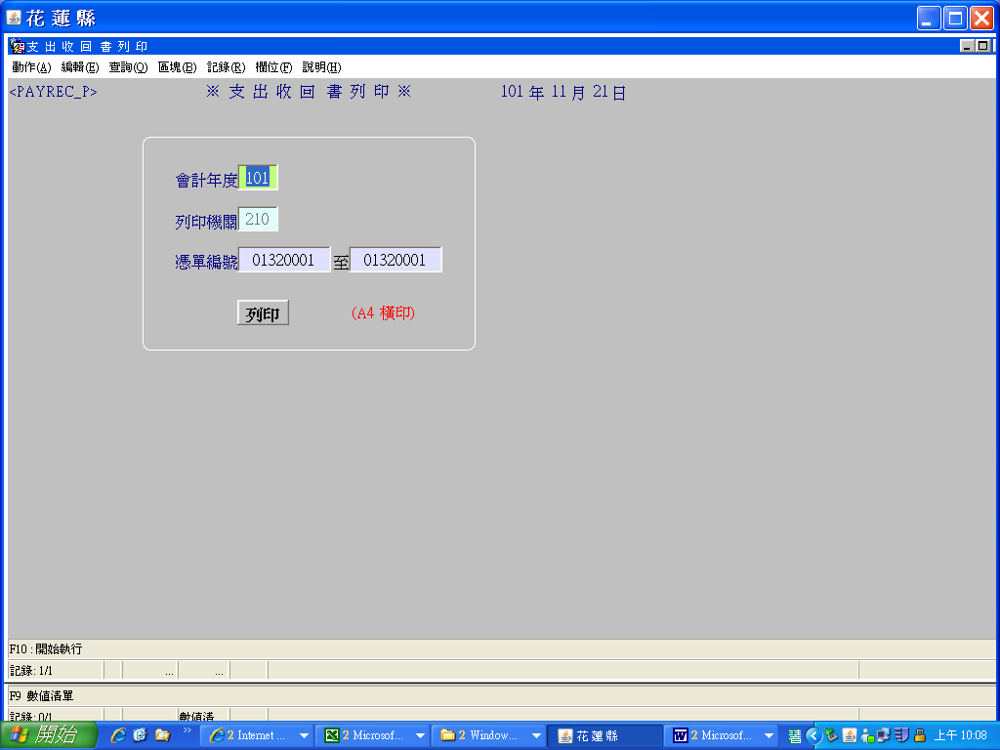 花 蓮 縣
支 出 收 回 書 列 印
動作(A) 編輯(E) 查詢(Q) 區塊(B) 記錄(R) 欄位(F) 說明(H)
<PAYREC_P> ※ 支 出 收 回 書 列 印 ※ 101 年 11 月 21 日
會計年度 101
列印機關 210
憑單編號 01320001 至 01320001
列印 (A4 橫印)
F10 : 開始執行
記錄: 1/1 ... ...
F9 數值清單
記錄: 0/1 數值清
開始 » 2 Internet ... 2 Microsof... 2 Window... 花 蓮 縣 2 Microsof... 上午 10:08